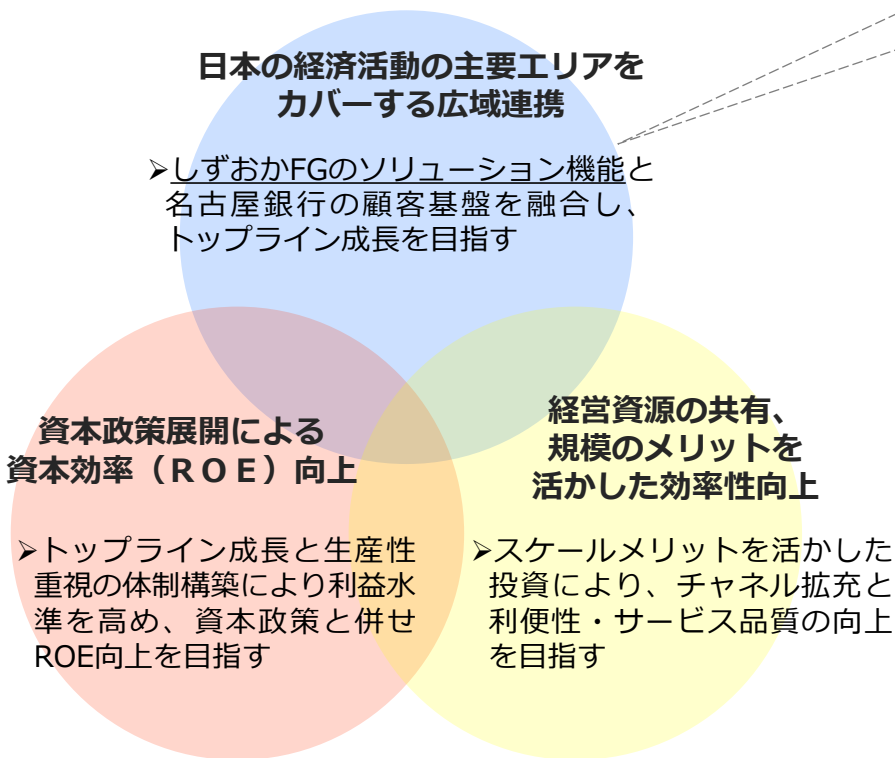 日本の経済活動の主要エリアを
カバーする広域連携
➢しずおかFGのソリューション機能と
名古屋銀行の顧客基盤を融合し、
トップライン成長を目指す
資本政策展開による
資本効率（ＲＯＥ）向上
➢トップライン成長と生産性
重視の体制構築により利益水
準を高め、資本政策と併せ
ROE向上を目指す
経営資源の共有、
規模のメリットを
活かした効率性向上
➢スケールメリットを活かした
投資により、チャネル拡充と
利便性・サービス品質の向上
を目指す